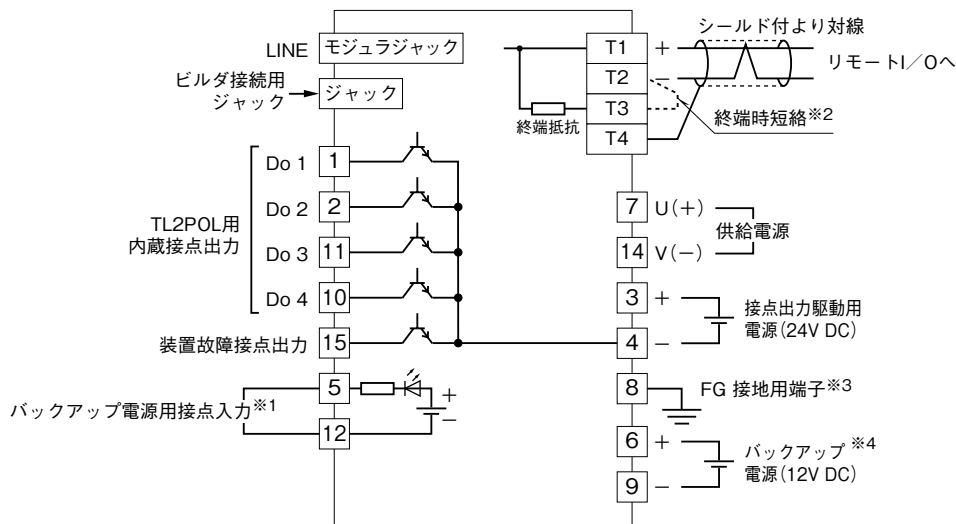 LINE モジュラジャック
ビルダ接続用
ジャック
ジャック
Do 1 1
Do 2 2
TL2POL用
内蔵接点出力
Do 3 11
Do 4 10
装置故障接点出力 15
バックアップ電源用接点入力※1
5
12
+
−
シールド付より対線
T1 +
T2 −
T3
T4
リモートI/Oへ
終端抵抗
終端時短絡※2
7 U(+)
供給電源
14 V(−)
3 +
接点出力駆動用
電源(24V DC)
4 −
8 FG 接地用端子※3
6 +
バックアップ※4
電源(12V DC)
9 −